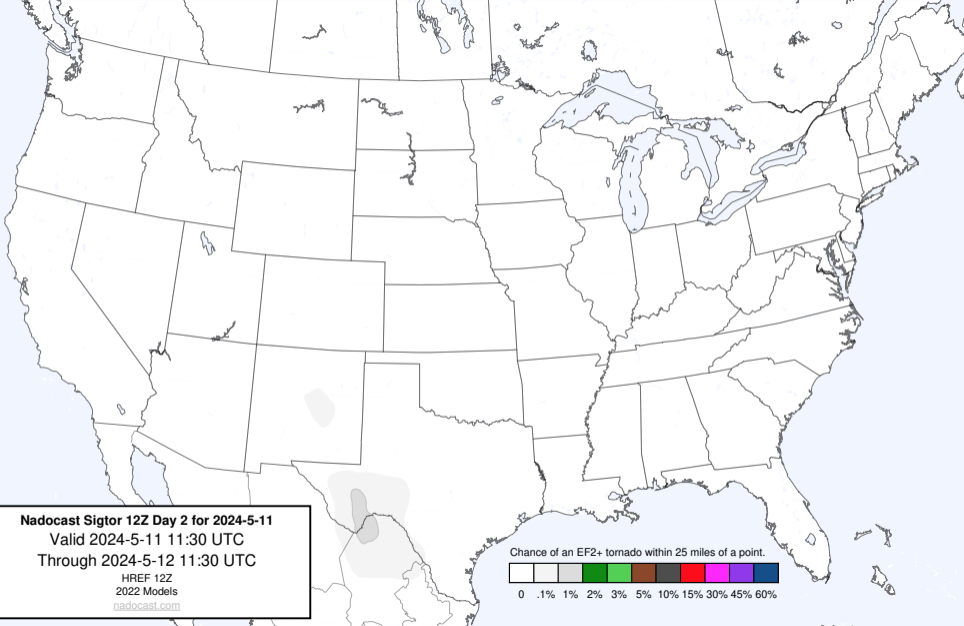 Nadocast Sigtor 12Z Day 2 for 2024-5-11
Valid 2024-5-11 11:30 UTC
Through 2024-5-12 11:30 UTC
HREF 12Z
2022 Models
nadocast.com
Chance of an EF2+ tornado within 25 miles of a point.
0 .1% 1% 2% 3% 5% 10% 15% 30% 45% 60%